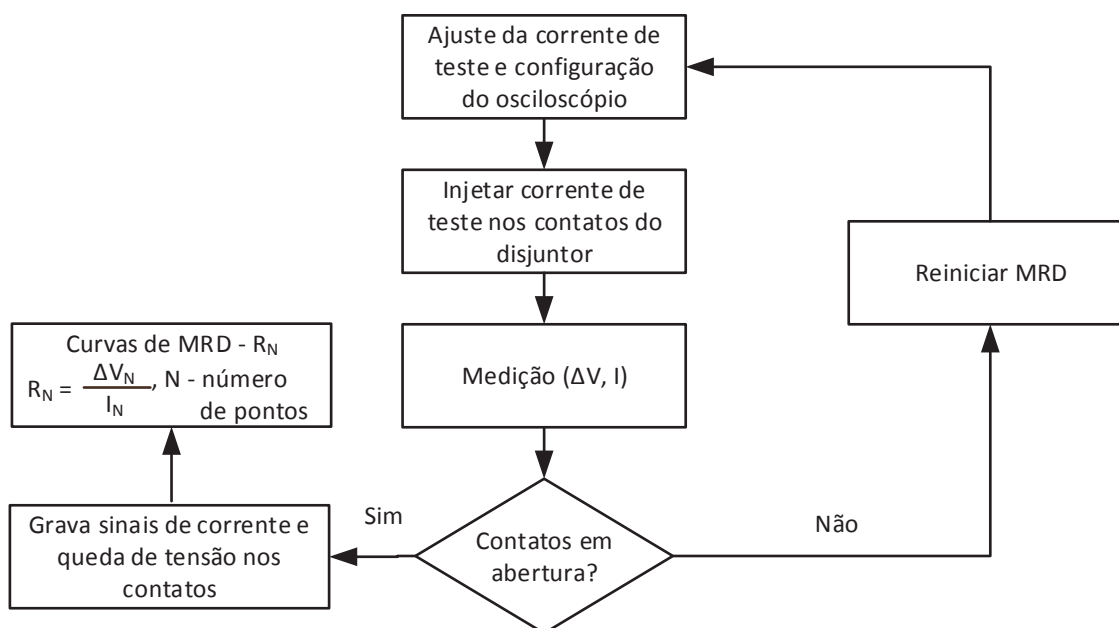 Ajuste da corrente de
teste e configuração
do osciloscópio
Injetar corrente de
teste nos contatos do
disjuntor
Reiniciar MRD
Medição (ΔV, I)
Curvas de MRD - R_N
R_N = ΔV_N / I_N, N - número
de pontos
Contatos em
abertura?
Sim
Não
Grava sinais de corrente e
queda de tensão nos
contatos